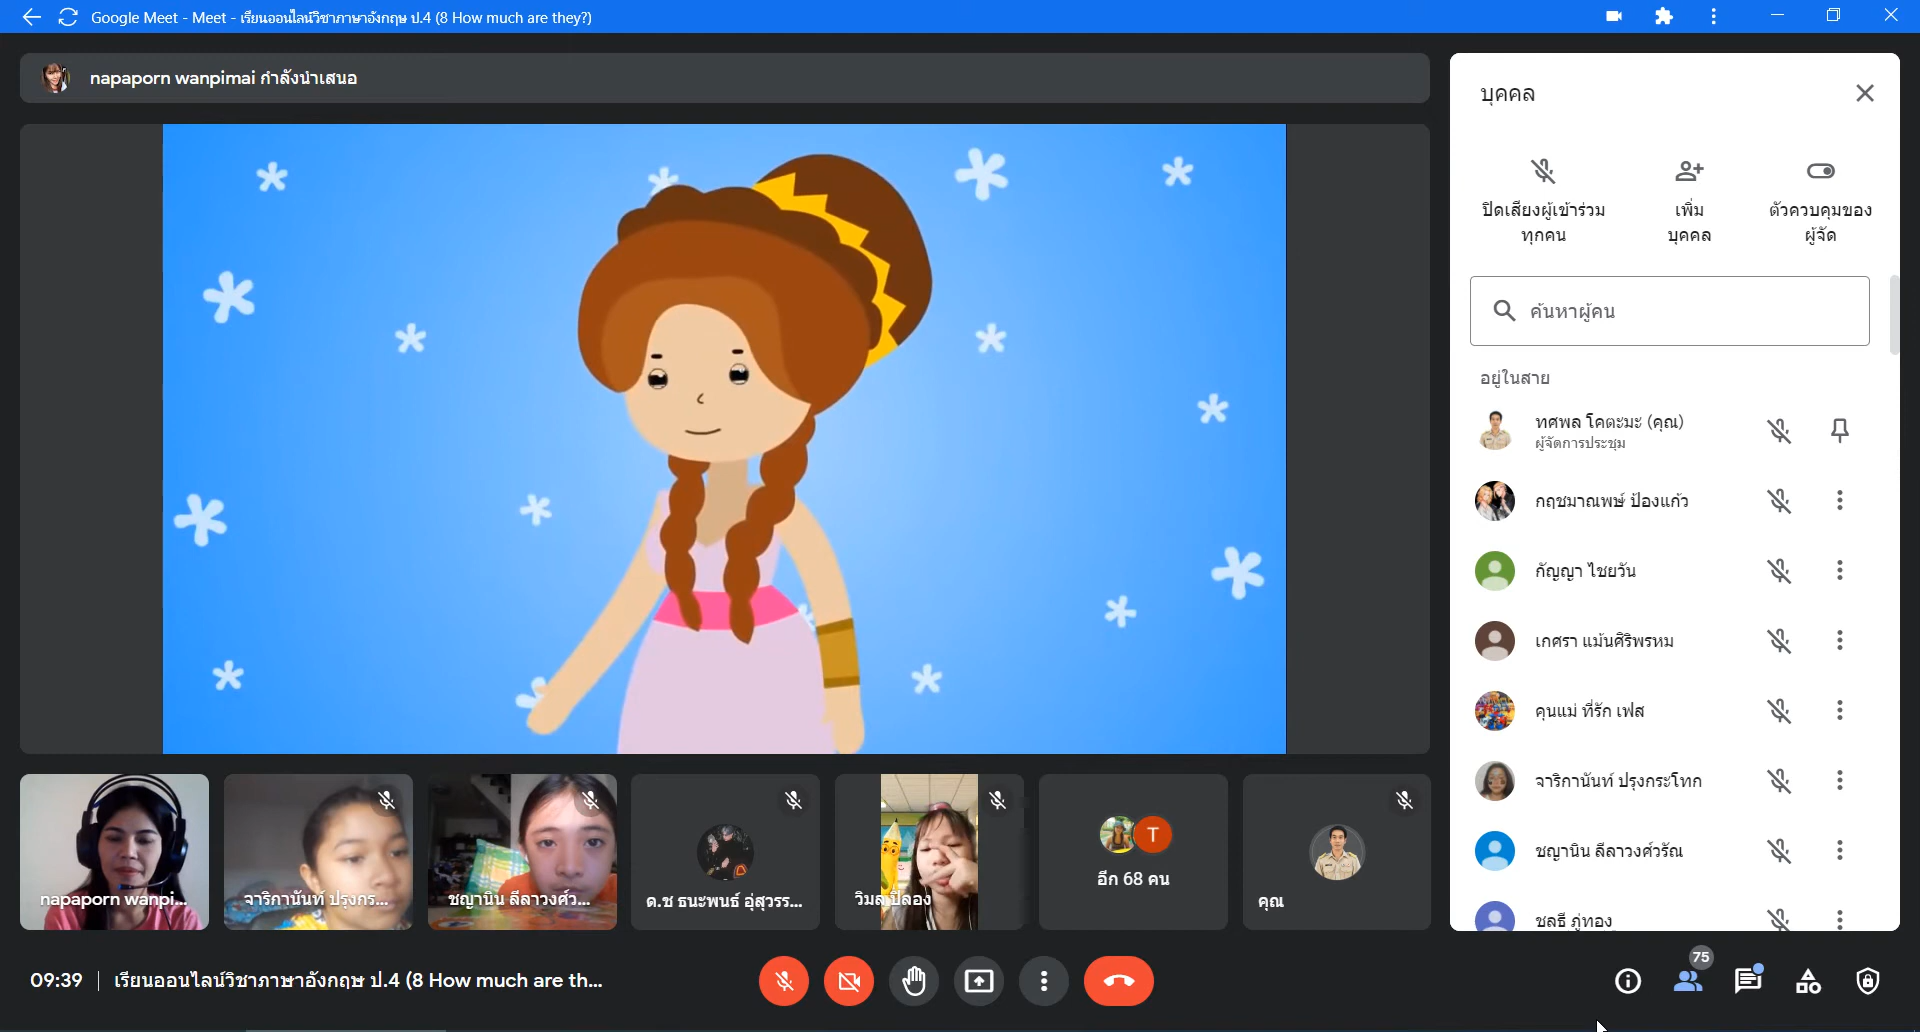 Google Meet - Meet - เรียนออนไลน์วิชาภาษาอังกฤษ ป.4 (8 How much are they?)
napaporn wanpimai กำลังนำเสนอ
บุคคล
ปิดเสียงผู้เข้าร่วม
ทุกคน
เพิ่ม
บุคคล
ตัวควบคุมของ
ผู้จัด
ค้นหาผู้คน
อยู่ในสาย
ทศพล โคตะมะ (คุณ)
ผู้จัดการประชุม
กฤชมาณพษ์ ป้องแก้ว
กัญญา ไชยวัน
เกศรา แม้นศิริพรหม
คุนแม่ ที่รัก เฟส
จาริกานันท์ ปรุงกระโทก
ชญานิน ลีลาวงศ์วรัณ
ชลธี ภู่ทอง
napaporn wanpi...
จาริกานันท์ ปรุงกร...
ชญานิน ลีลาวงศ์ว...
ด.ช ธนะพนธ์ อุ่สุวรร...
วิมล เปิลอง
T
อีก 68 คน
คุณ
09:39
เรียนออนไลน์วิชาภาษาอังกฤษ ป.4 (8 How much are th...
75